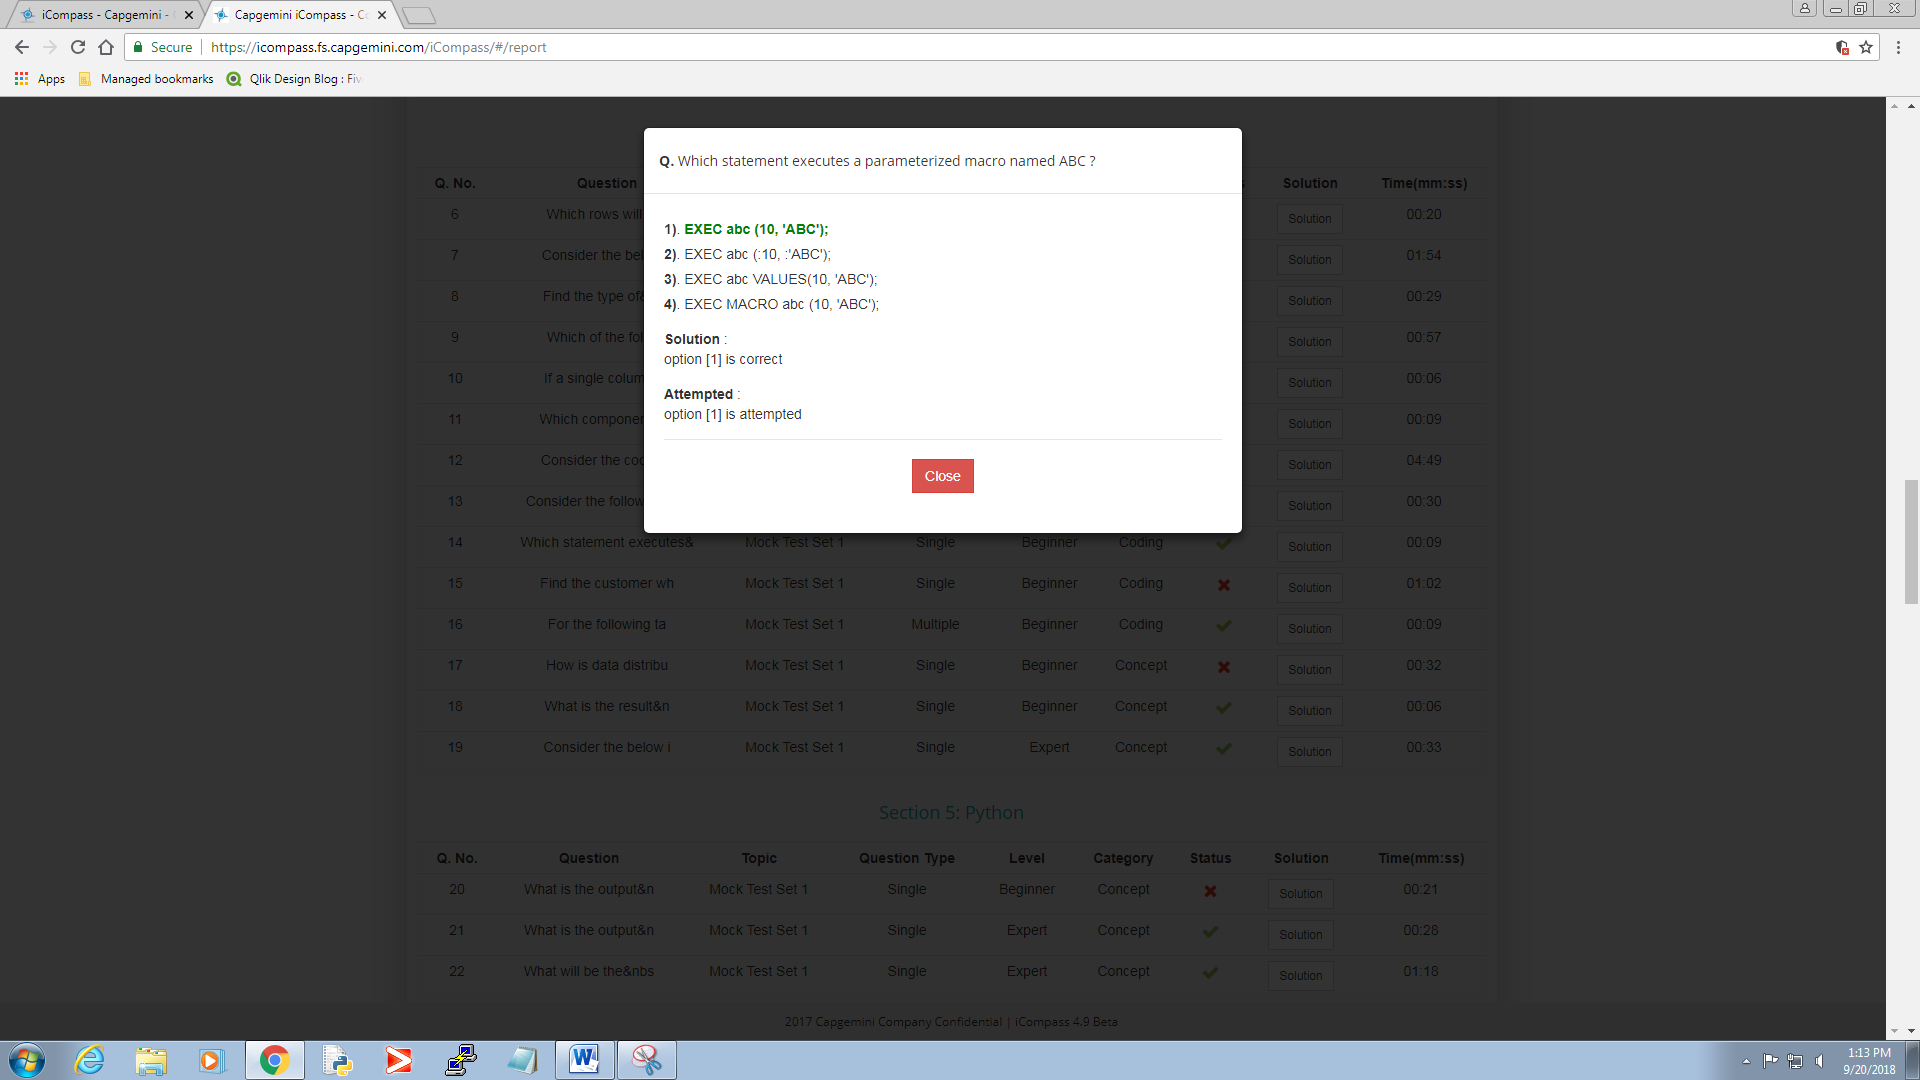 iCompass - Capgemini -
Capgemini iCompass - Co
Secure
https://icompass.fs.capgemini.com/iCompass/#/report
Apps
Managed bookmarks
Qlik Design Blog : Fiv
Q. Which statement executes a parameterized macro named ABC ?
1). EXEC abc (10, 'ABC');
2). EXEC abc (:10, :'ABC');
3). EXEC abc VALUES(10, 'ABC');
4). EXEC MACRO abc (10, 'ABC');
Solution :
option [1] is correct
Attempted :
option [1] is attempted
Close
Q. No. Question Solution Time(mm:ss)
6 Which rows will Solution 00:20
7 Consider the bel Solution 01:54
8 Find the type of& Solution 00:29
9 Which of the fol Solution 00:57
10 If a single colum Solution 00:06
11 Which componen Solution 00:09
12 Consider the coc Solution 04:49
13 Consider the follow Solution 00:30
14 Which statement executes& Mock Test Set 1 Single Beginner Coding Solution 00:09
15 Find the customer wh Mock Test Set 1 Single Beginner Coding Solution 01:02
16 For the following ta Mock Test Set 1 Multiple Beginner Coding Solution 00:09
17 How is data distribu Mock Test Set 1 Single Beginner Concept Solution 00:32
18 What is the result&n Mock Test Set 1 Single Beginner Concept Solution 00:06
19 Consider the below i Mock Test Set 1 Single Expert Concept Solution 00:33
Section 5: Python
Q. No. Question Topic Question Type Level Category Status Solution Time(mm:ss)
20 What is the output&n Mock Test Set 1 Single Beginner Concept Solution 00:21
21 What is the output&n Mock Test Set 1 Single Expert Concept Solution 00:28
22 What will be the&nbs Mock Test Set 1 Single Expert Concept Solution 01:18
2017 Capgemini Company Confidential | iCompass 4.9 Beta
1:13 PM
9/20/2018